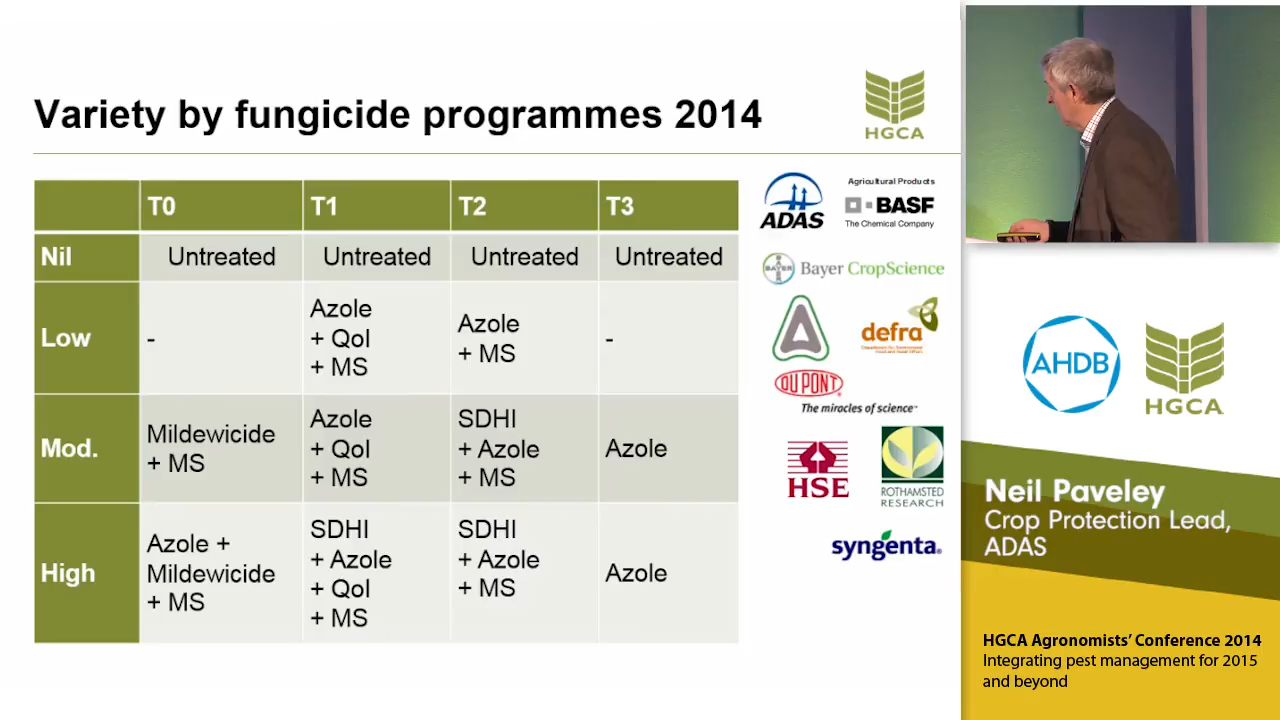 Variety by fungicide programmes 2014
HGCA
T0 T1 T2 T3
Nil Untreated Untreated Untreated Untreated
Low - Azole
+ QoI
+ MS Azole
+ MS -
Mod. Mildewicide
+ MS Azole
+ QoI
+ MS SDHI
+ Azole
+ MS Azole
High Azole +
Mildewicide
+ MS SDHI
+ Azole
+ QoI
+ MS SDHI
+ Azole
+ MS Azole
ADAS
Agricultural Products
BASF
The Chemical Company
BAYER
Bayer CropScience
defra
DU PONT
The miracles of science™
HSE
ROTHAMSTED
RESEARCH
syngenta
AHDB
HGCA
Neil Paveley
Crop Protection Lead,
ADAS
HGCA Agronomists' Conference 2014
Integrating pest management for 2015
and beyond